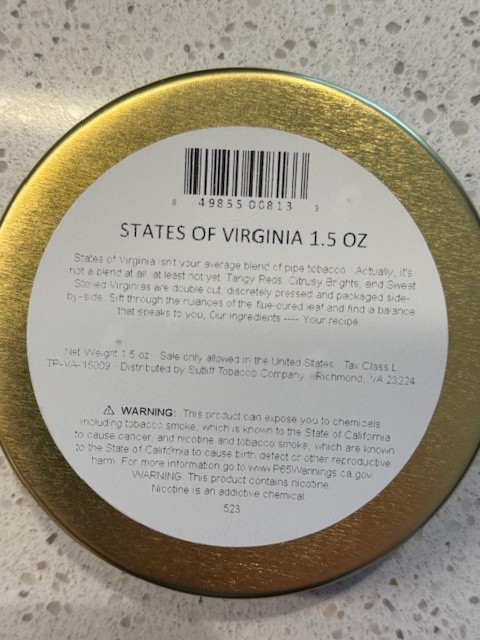 8 49855 00813 9
STATES OF VIRGINIA 1.5 OZ
States of Virginia isn't your average blend of pipe tobacco. Actually, it's
not a blend at all, at least not yet. Tangy Reds, Citrusy Brights, and Sweet
Stoved Virginias are double cut, discretely pressed and packaged side-
by-side. Sift through the nuances of the flue-cured leaf and find a balance
that speaks to you, Our ingredients ---- Your recipe.
Net Weight 1.5 oz Sale only allowed in the United States Tax Class L
TP-VA-15009 Distributed by Sutliff Tobacco Company Richmond, VA 23224
⚠ WARNING: This product can expose you to chemicals
including tobacco smoke, which is known to the State of California
to cause cancer, and nicotine and tobacco smoke, which are known
to the State of California to cause birth defect or other reproductive
harm. For more information go to www.P65Warnings.ca.gov.
WARNING: This product contains nicotine.
Nicotine is an addictive chemical.
523